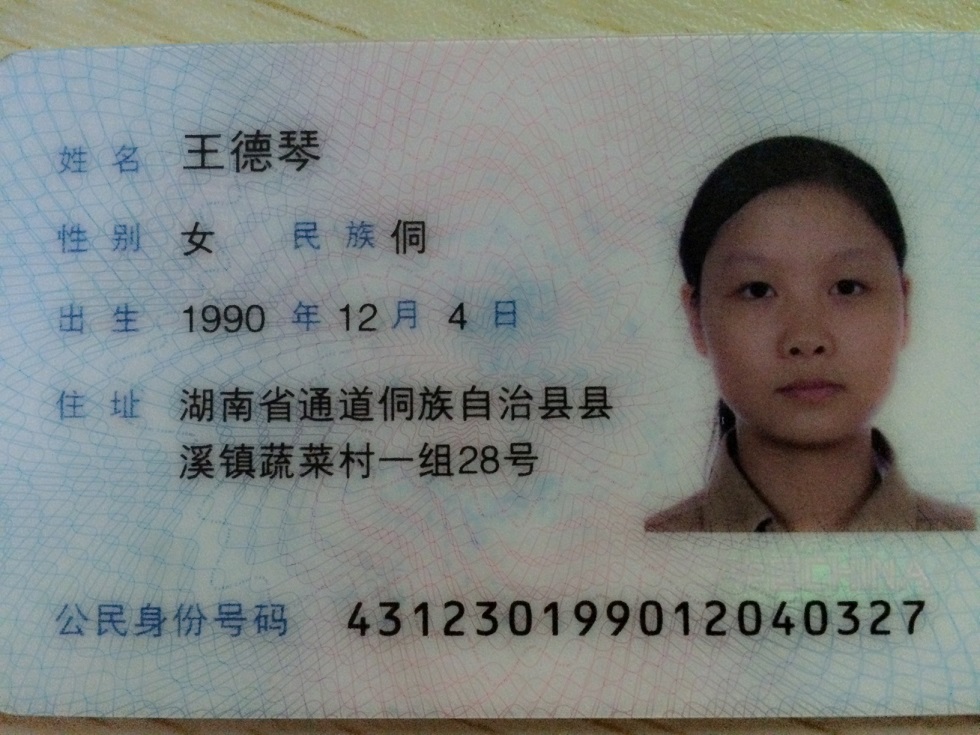 姓名 王德琴
性别 女 民族 侗
出生 1990 年 12 月 4 日
住址 湖南省通道侗族自治县县
溪镇蔬菜村一组28号
CHINA
公民身份号码 431230199012040327